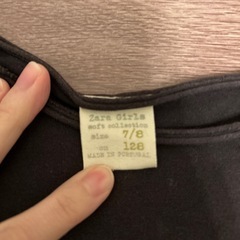 Zara Girls
soft collection
size 7/8
cm 128
MADE IN PORTUGAL